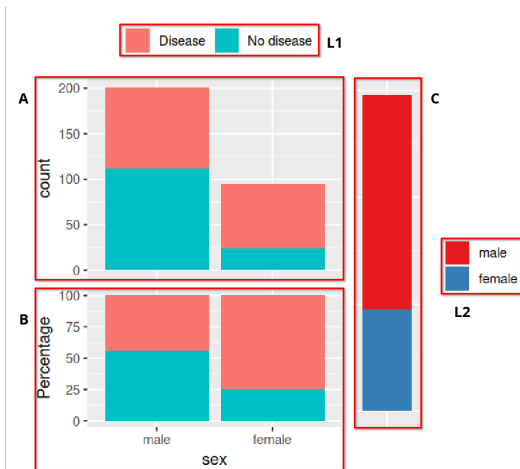 Disease No disease L1
A
200
150
100
50
0
count
C
male
female
L2
B
100
75
50
25
0
Percentage
male female
sex